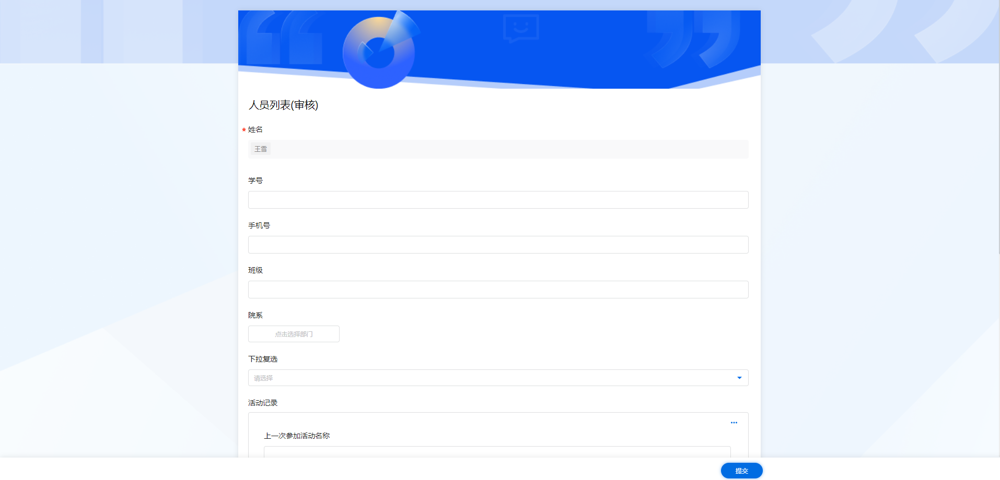 人员列表(审核)
★ 姓名
王雪
学号
手机号
班级
院系
点击选择部门
下拉复选
请选择
活动记录
上一次参加活动名称
提交